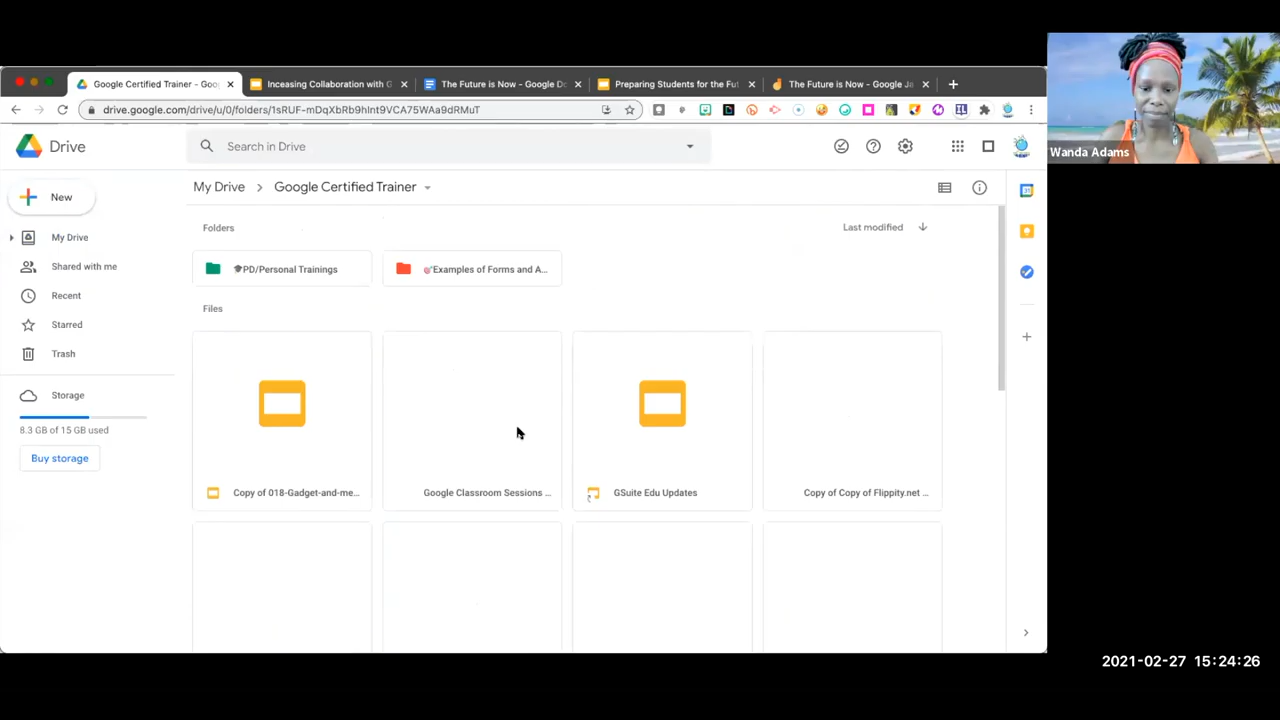 Google Certified Trainer - Goo
Inceasing Collaboration with G
The Future is Now - Google Do
Preparing Students for the Fut
The Future is Now - Google Ja
drive.google.com/drive/u/0/folders/1sRUF-mDqXbRb9hInt9VCA75WAa9dRMuT
Wanda Adams
Drive
Search in Drive
New
My Drive
Google Certified Trainer
My Drive
Shared with me
Recent
Starred
Trash
Storage
8.3 GB of 15 GB used
Buy storage
Folders
Last modified
PD/Personal Trainings
Examples of Forms and A...
Files
Copy of 018-Gadget-and-me...
Google Classroom Sessions ...
GSuite Edu Updates
Copy of Copy of Flippity.net ...
2021-02-27 15:24:26